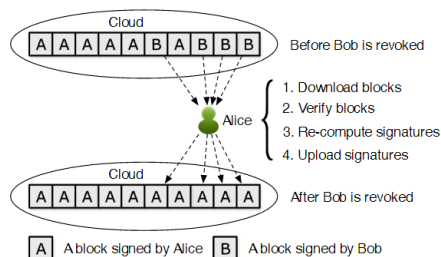 Cloud
A A A A A B A B B B
Before Bob is revoked
1. Download blocks
2. Verify blocks
Alice
3. Re-compute signatures
4. Upload signatures
Cloud
A A A A A A A A A A
After Bob is revoked
A A block signed by Alice B A block signed by Bob